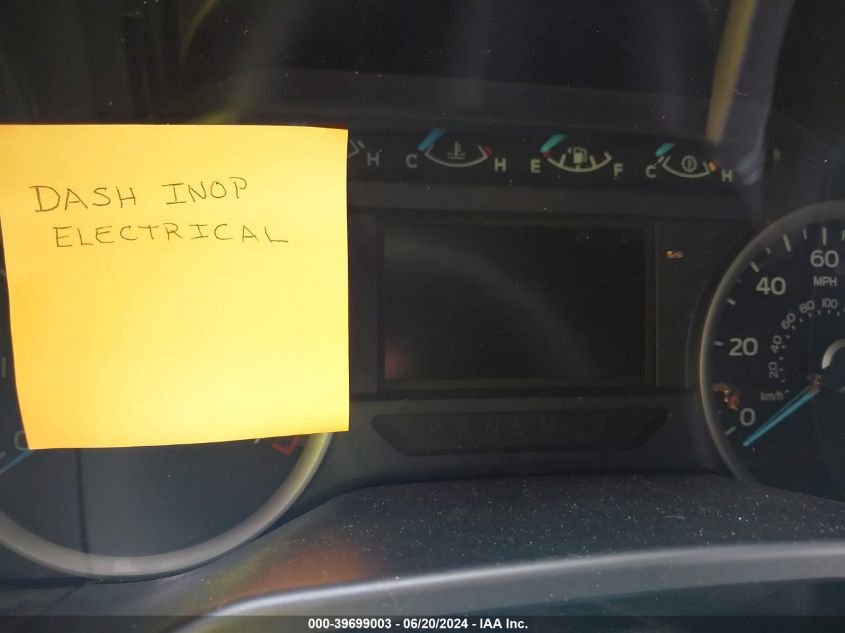 DASH INOP
ELECTRICAL
H C H E F C H
60
MPH
40
100
80
60
40
20
20
km/h
0
PRNDM
000-39699003 - 06/20/2024 - IAA Inc.